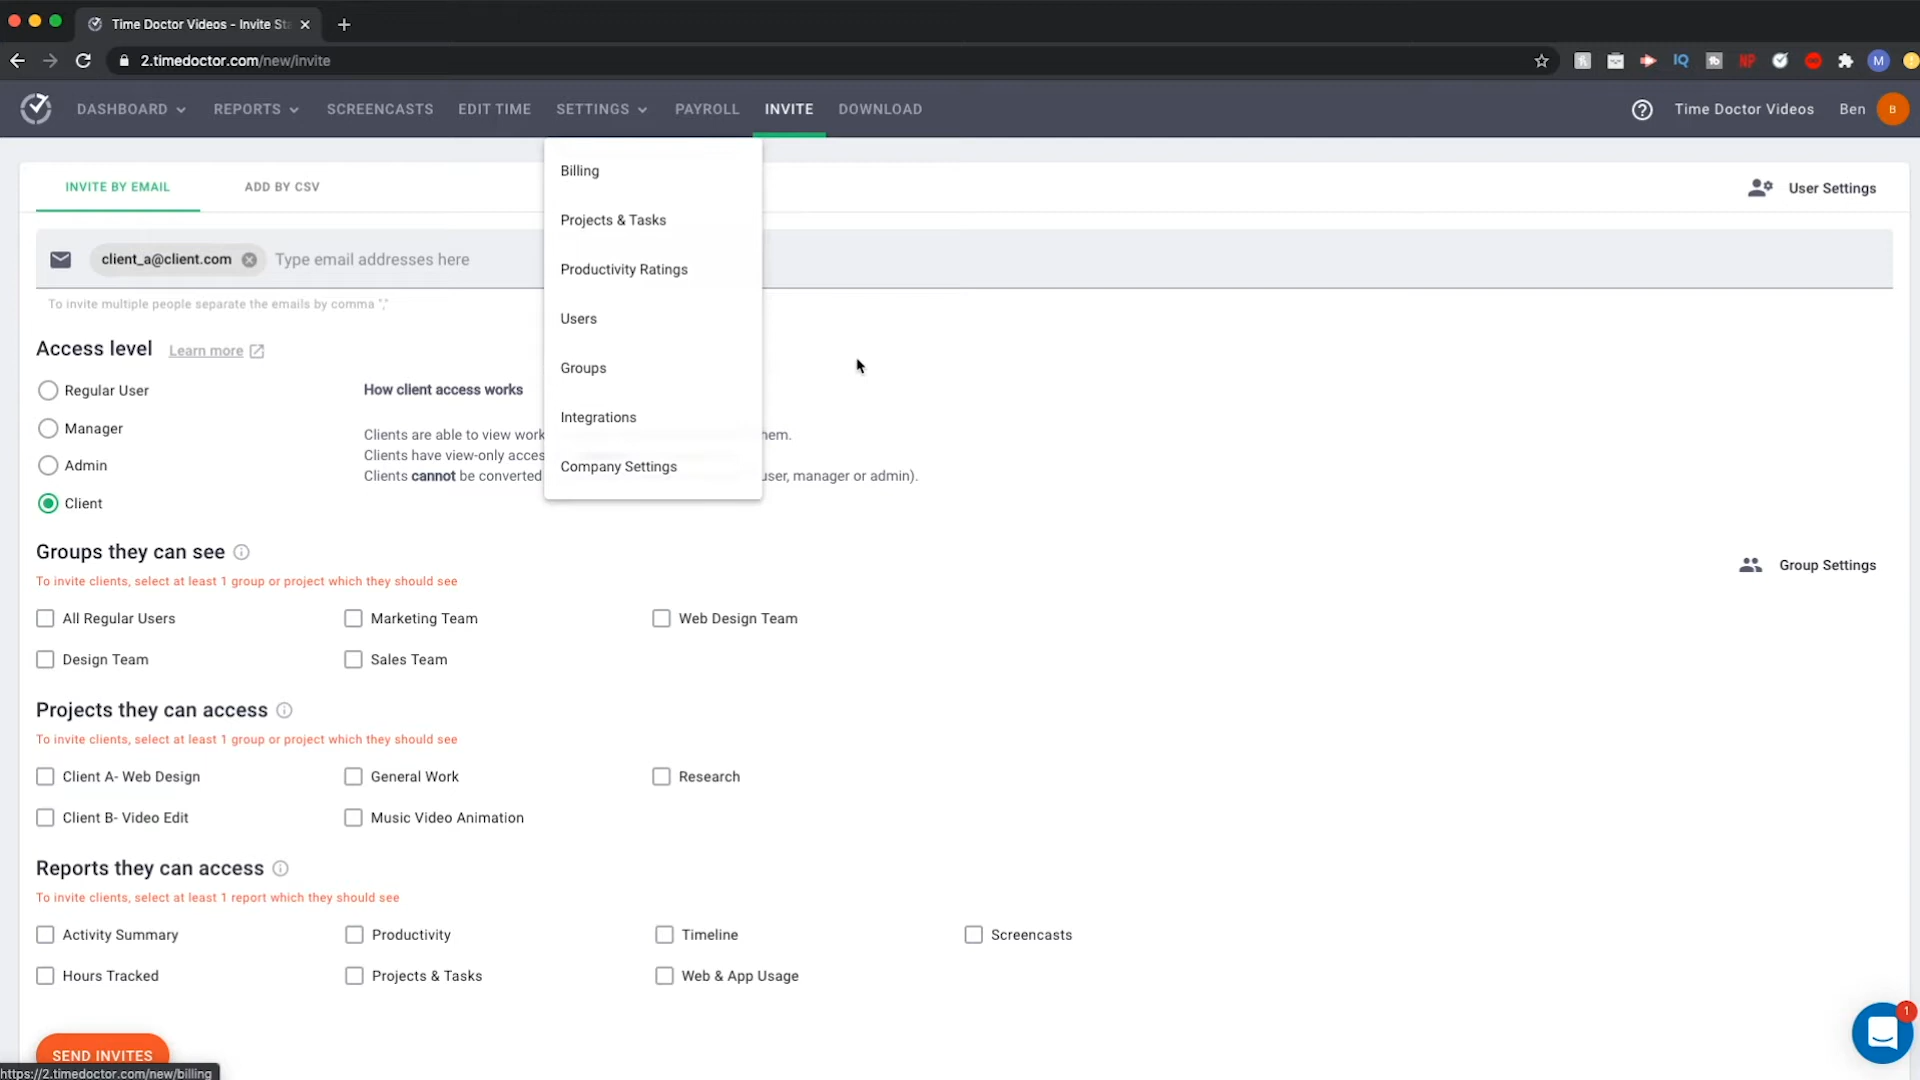 Time Doctor Videos - Invite St
2.timedoctor.com/new/invite
IQ
NP
M
DASHBOARD
REPORTS
SCREENCASTS
EDIT TIME
SETTINGS
PAYROLL
INVITE
DOWNLOAD
Time Doctor Videos
Ben
B
Billing
Projects & Tasks
Productivity Ratings
Users
Groups
Integrations
Company Settings
INVITE BY EMAIL
ADD BY CSV
User Settings
client_a@client.com
Type email addresses here
To invite multiple people separate the emails by comma ","
Access level
Learn more
Regular User
Manager
Admin
Client
How client access works
Clients are able to view work hem.
Clients have view-only acces
Clients cannot be converted user, manager or admin).
Groups they can see
To invite clients, select at least 1 group or project which they should see
Group Settings
All Regular Users
Marketing Team
Web Design Team
Design Team
Sales Team
Projects they can access
To invite clients, select at least 1 group or project which they should see
Client A- Web Design
General Work
Research
Client B- Video Edit
Music Video Animation
Reports they can access
To invite clients, select at least 1 report which they should see
Activity Summary
Productivity
Timeline
Screencasts
Hours Tracked
Projects & Tasks
Web & App Usage
SEND INVITES
1
https://2.timedoctor.com/new/billing